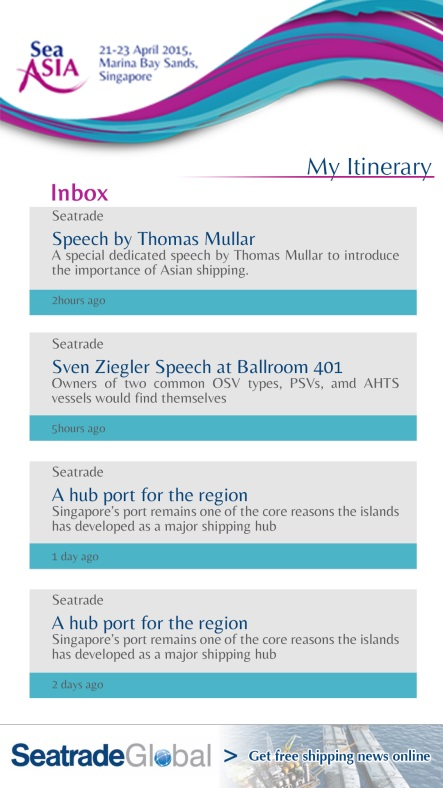 Sea
ASIA
21-23 April 2015,
Marina Bay Sands,
Singapore
My Itinerary
Inbox
Seatrade
Speech by Thomas Mullar
A special dedicated speech by Thomas Mullar to introduce
the importance of Asian shipping.
2hours ago
Seatrade
Sven Ziegler Speech at Ballroom 401
Owners of two common OSV types, PSVs, amd AHTS
vessels would find themselves
5hours ago
Seatrade
A hub port for the region
Singapore's port remains one of the core reasons the islands
has developed as a major shipping hub
1 day ago
Seatrade
A hub port for the region
Singapore's port remains one of the core reasons the islands
has developed as a major shipping hub
2 days ago
SeatradeGlobal > Get free shipping news online